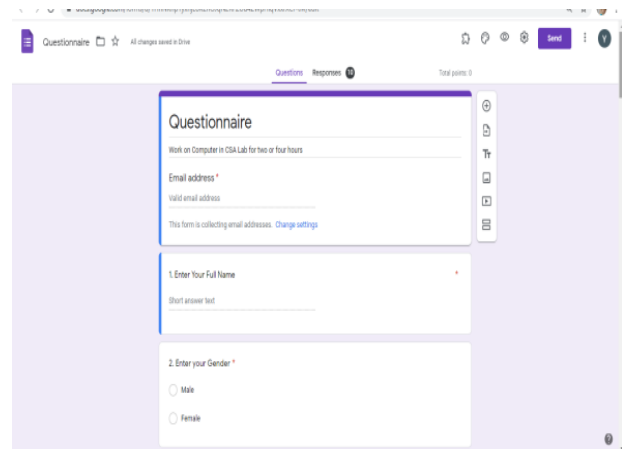 Questionnaire All changes saved in Drive Send Y
Questions Responses Total points: 0
Questionnaire
Work on Computer in CSA Lab for two or four hours
Email address *
Valid email address
This form is collecting email addresses. Change settings
1. Enter Your Full Name *
Short answer text
2. Enter your Gender *
Male
Female